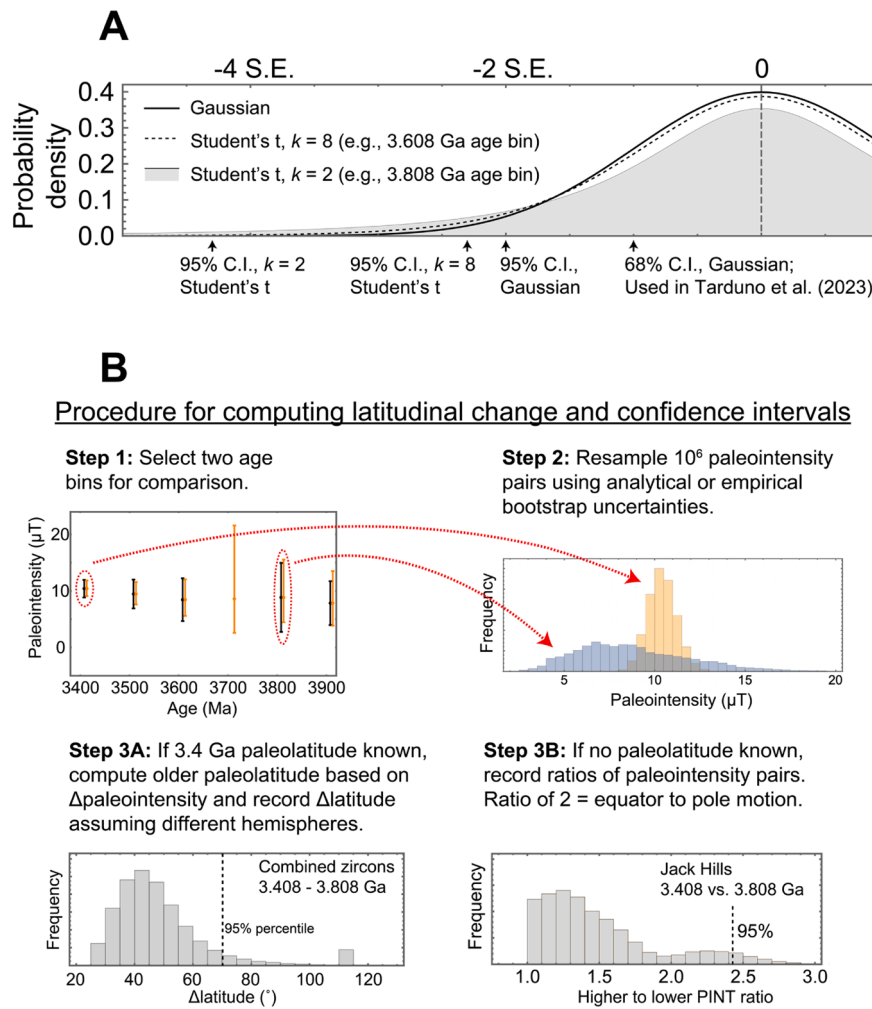 A
-4 S.E.
-2 S.E.
0
Probability
density
0.4
0.3
0.2
0.1
0.0
Gaussian
Student's t, k = 8 (e.g., 3.608 Ga age bin)
Student's t, k = 2 (e.g., 3.808 Ga age bin)
95% C.I., k = 2
Student's t
95% C.I., k = 8
Student's t
95% C.I.,
Gaussian
68% C.I., Gaussian;
Used in Tarduno et al. (2023)
B
Procedure for computing latitudinal change and confidence intervals
Step 1: Select two age
bins for comparison.
Paleointensity (µT)
20
10
0
3400 3500 3600 3700 3800 3900
Age (Ma)
Step 2: Resample 10⁶ paleointensity
pairs using analytical or empirical
bootstrap uncertainties.
Frequency
5 10 15 20
Paleointensity (µT)
Step 3A: If 3.4 Ga paleolatitude known,
compute older paleolatitude based on
Δpaleointensity and record Δlatitude
assuming different hemispheres.
Frequency
Combined zircons
3.408 - 3.808 Ga
95% percentile
20 40 60 80 100 120
Δlatitude (˚)
Step 3B: If no paleolatitude known,
record ratios of paleointensity pairs.
Ratio of 2 = equator to pole motion.
Frequency
Jack Hills
3.408 vs. 3.808 Ga
95%
1.0 1.5 2.0 2.5 3.0
Higher to lower PINT ratio